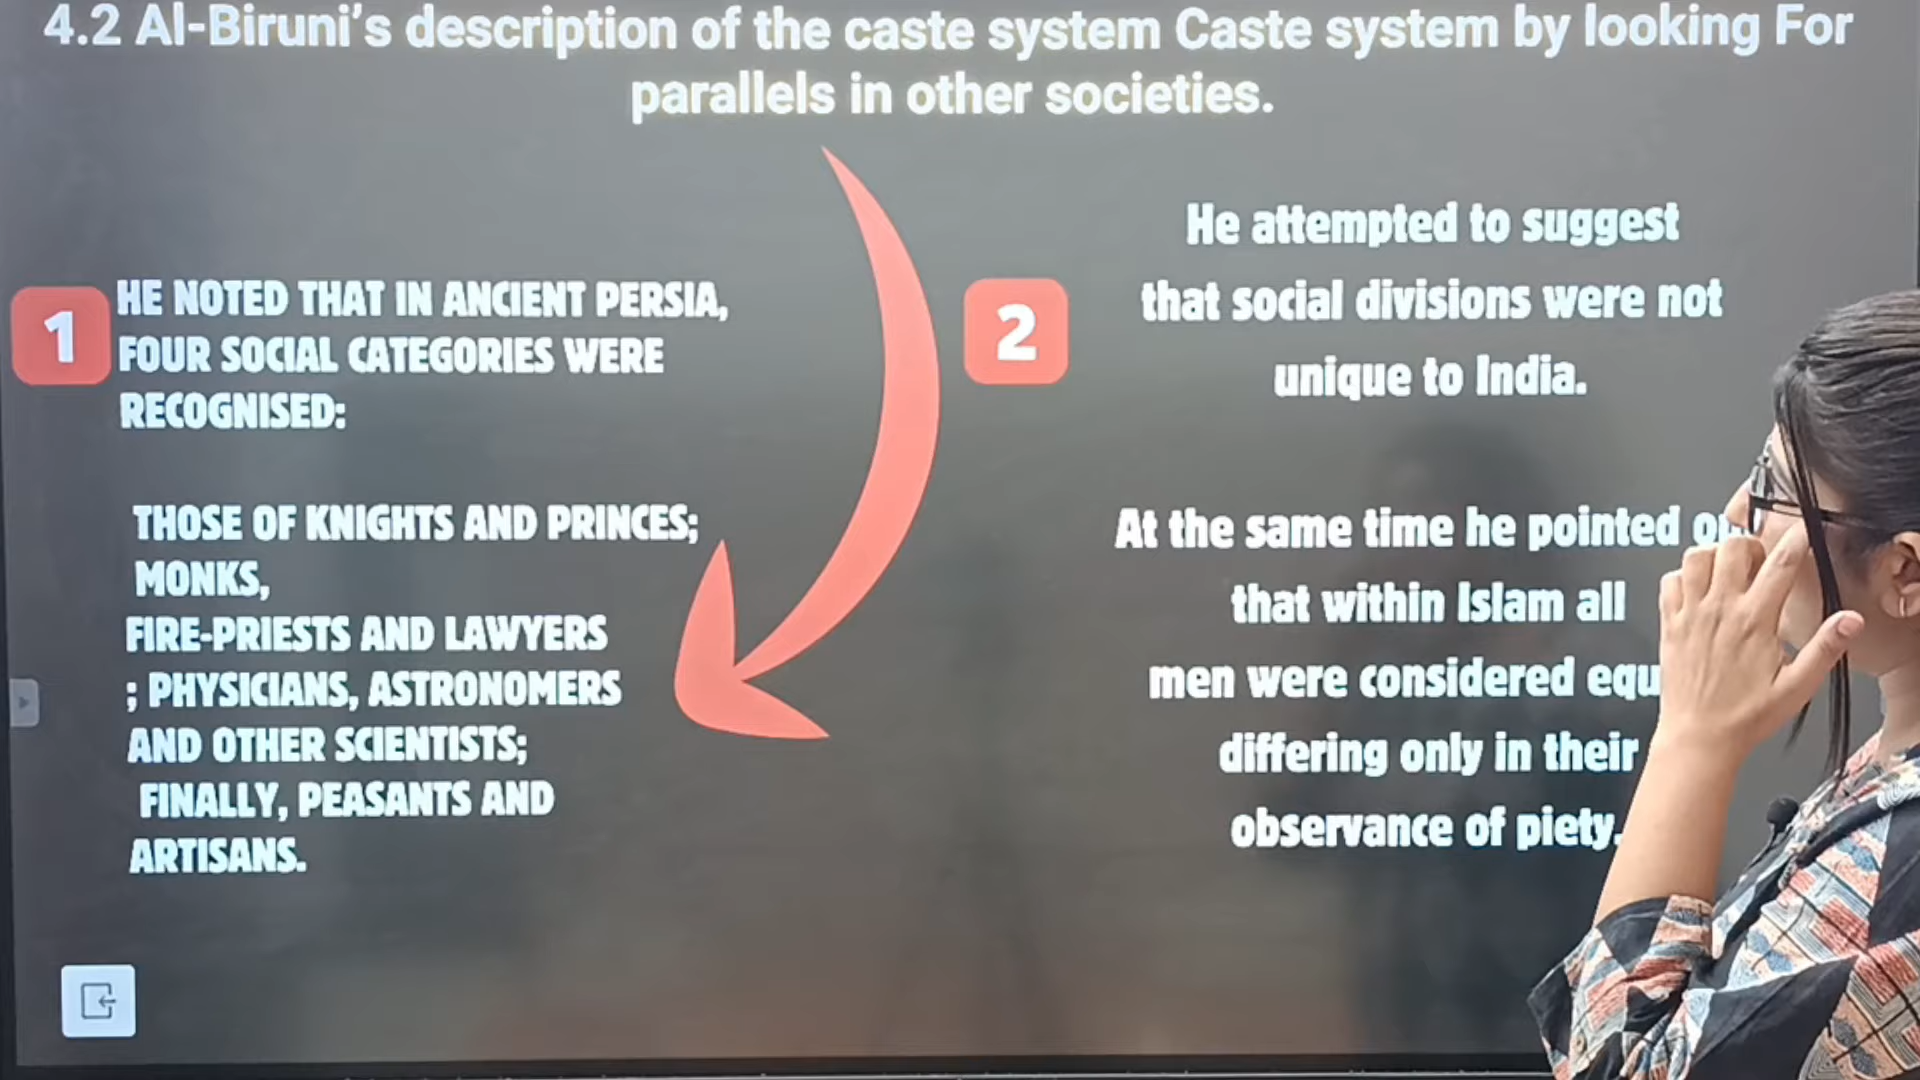 4.2 Al-Biruni's description of the caste system Caste system by looking For
parallels in other societies.
1
HE NOTED THAT IN ANCIENT PERSIA,
FOUR SOCIAL CATEGORIES WERE
RECOGNISED:
THOSE OF KNIGHTS AND PRINCES;
MONKS,
FIRE-PRIESTS AND LAWYERS
; PHYSICIANS, ASTRONOMERS
AND OTHER SCIENTISTS;
FINALLY, PEASANTS AND
ARTISANS.
2
He attempted to suggest
that social divisions were not
unique to India.
At the same time he pointed
that within Islam all
men were considered
differing only in their
observance of piety.